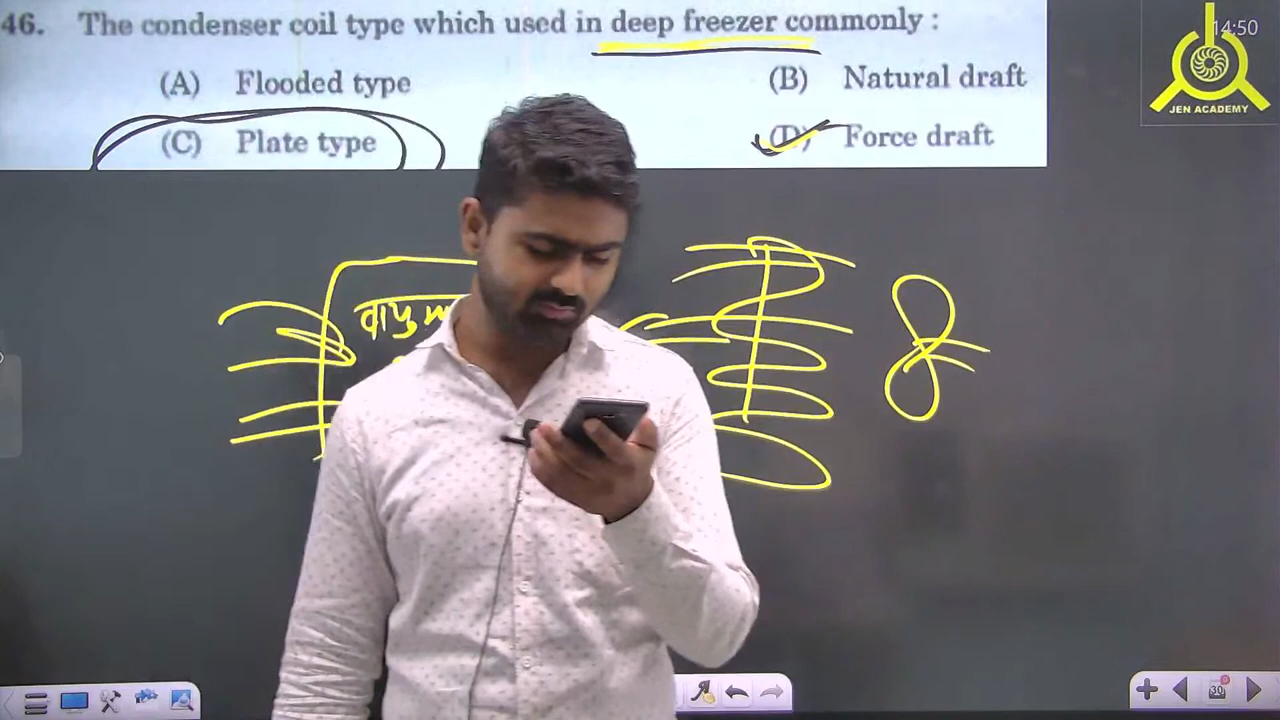 46. The condenser coil type which used in deep freezer commonly :
(A) Flooded type
(B) Natural draft
(C) Plate type
(D) Force draft
14:50
JEN ACADEMY
30